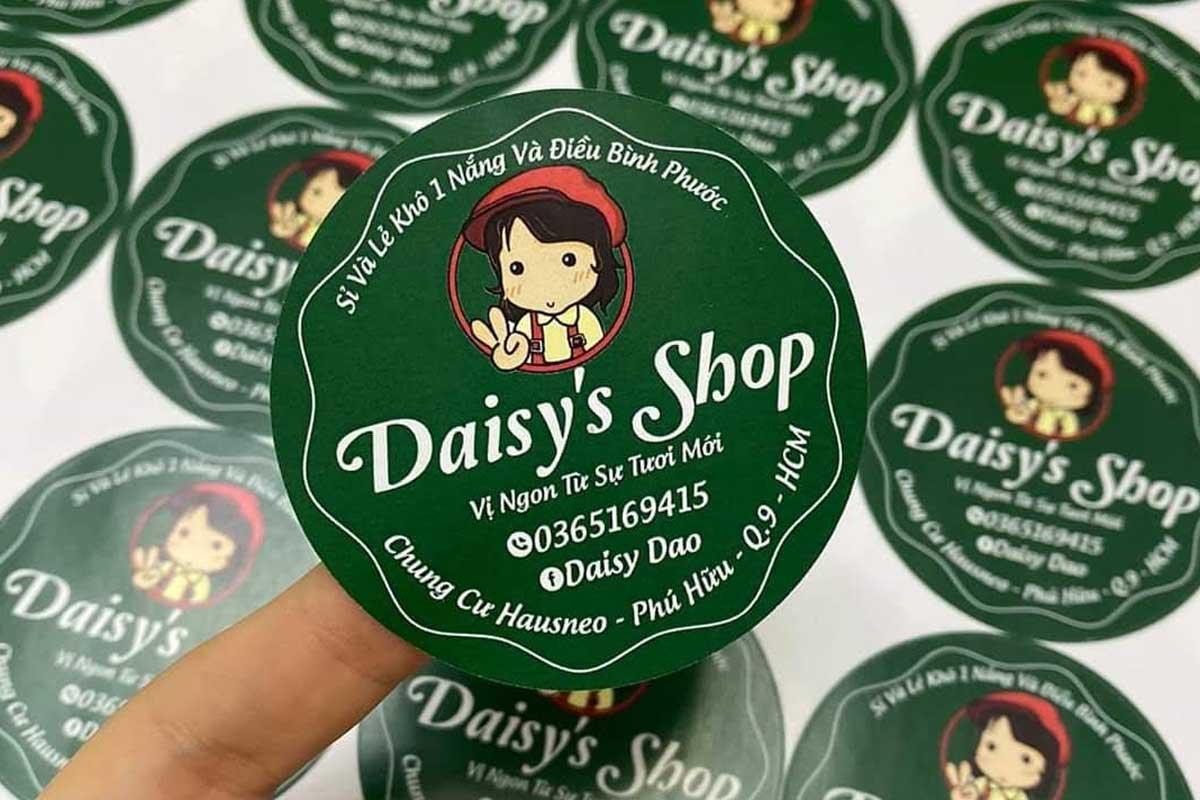 Sỉ Và Lẻ Khô 1 Nắng Và Điều Bình Phước
Daisy's Shop
Vị Ngon Từ Sự Tươi Mới
0365169415
Daisy Dao
Chung Cư Hausneo - Phú Hữu - Q.9 - HCM